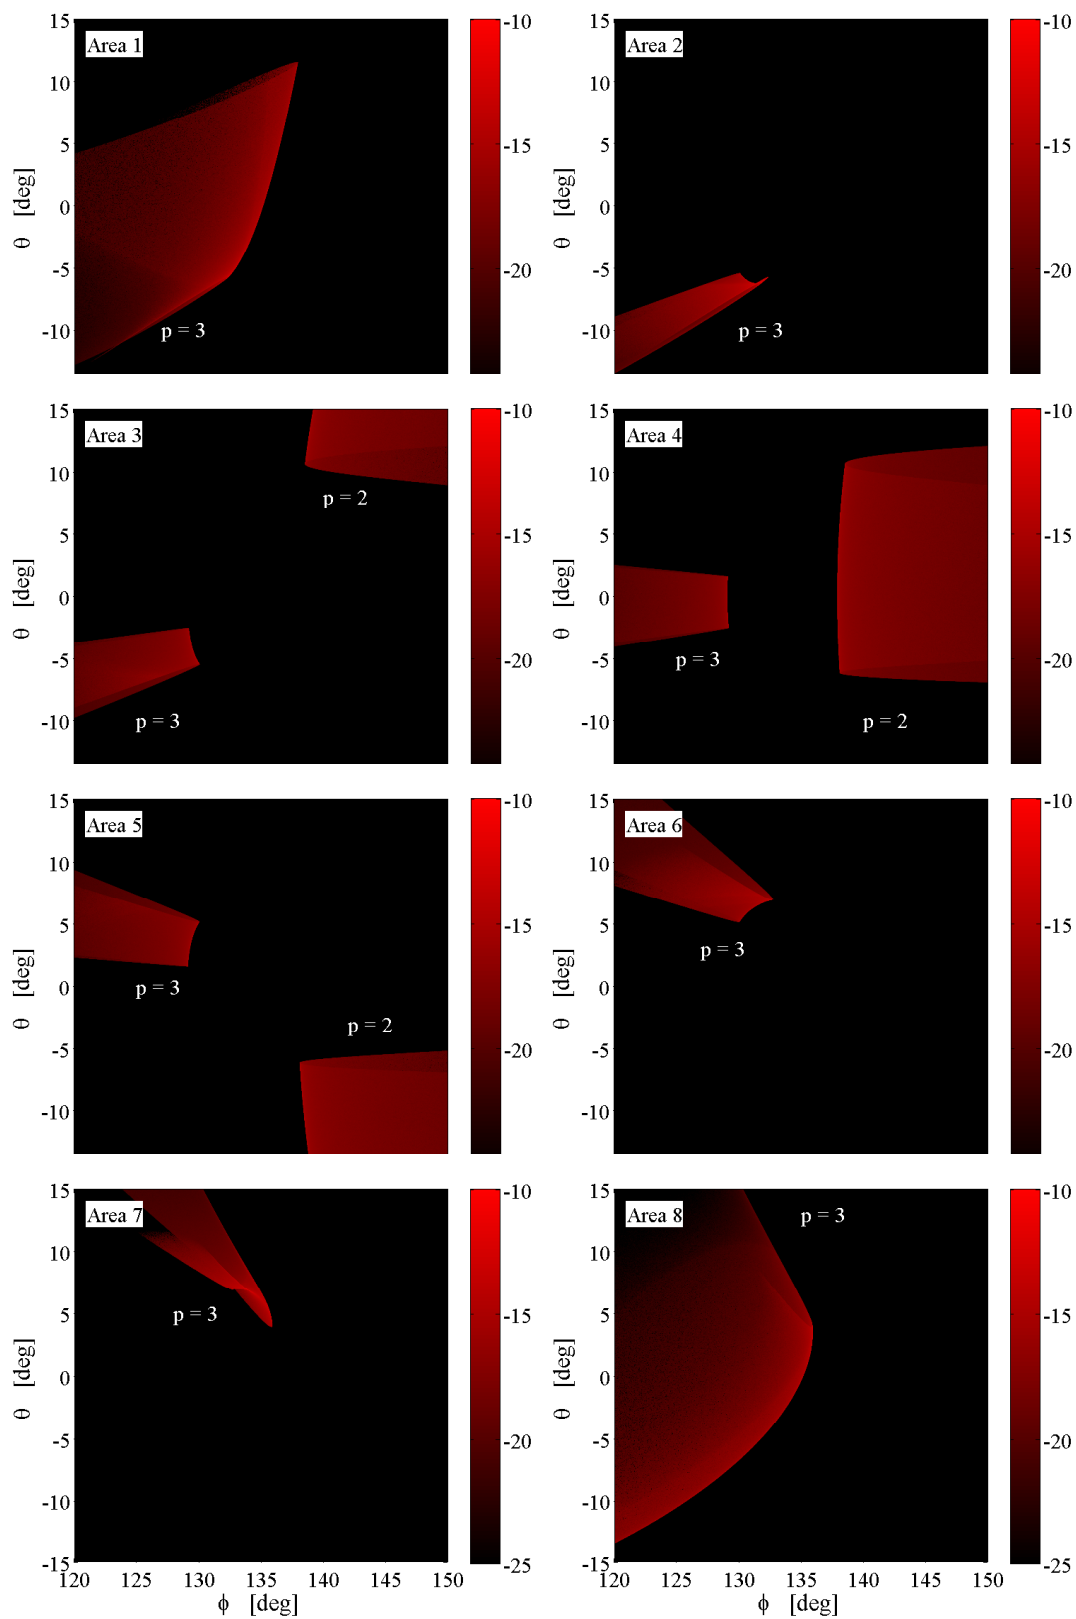 Area 1
15
10
5
0
-5
-10
θ [deg]
p = 3
-10
-15
-20
Area 2
15
10
5
0
-5
-10
θ [deg]
p = 3
-10
-15
-20
Area 3
15
10
5
0
-5
-10
θ [deg]
p = 2
p = 3
-10
-15
-20
Area 4
15
10
5
0
-5
-10
θ [deg]
p = 3
p = 2
-10
-15
-20
Area 5
15
10
5
0
-5
-10
θ [deg]
p = 3
p = 2
-10
-15
-20
Area 6
15
10
5
0
-5
-10
θ [deg]
p = 3
-10
-15
-20
Area 7
15
10
5
0
-5
-10
-15
θ [deg]
p = 3
120 125 130 135 140 145 150
ϕ [deg]
-10
-15
-20
-25
Area 8
15
10
5
0
-5
-10
-15
θ [deg]
p = 3
120 125 130 135 140 145 150
ϕ [deg]
-10
-15
-20
-25